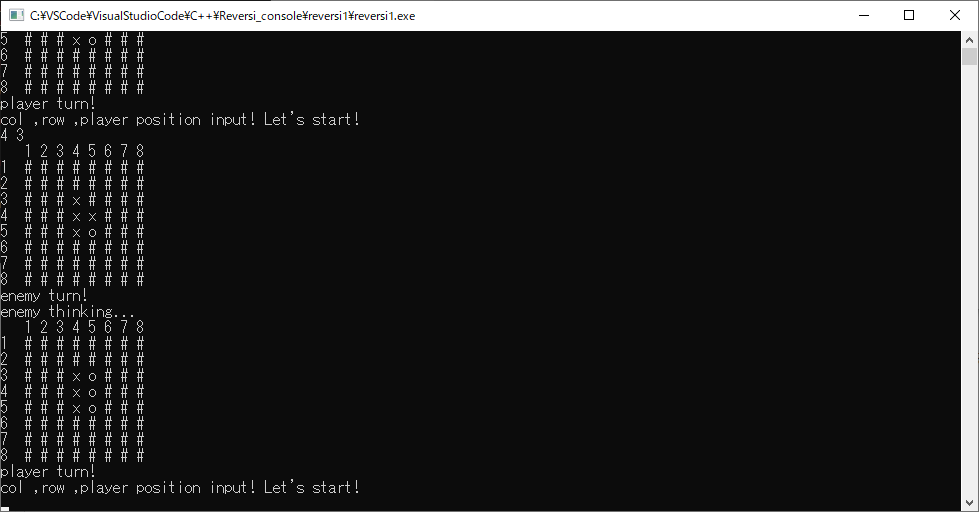 C:¥VSCode¥VisualStudioCode¥C++¥Reversi_console¥reversi1¥reversi1.exe
5  # # # x o # # #
6  # # # # # # # #
7  # # # # # # # #
8  # # # # # # # #
player turn!
col ,row ,player position input! Let's start!
4 3
   1 2 3 4 5 6 7 8
1  # # # # # # # #
2  # # # # # # # #
3  # # # x # # # #
4  # # # x x # # #
5  # # # x o # # #
6  # # # # # # # #
7  # # # # # # # #
8  # # # # # # # #
enemy turn!
enemy thinking...
   1 2 3 4 5 6 7 8
1  # # # # # # # #
2  # # # # # # # #
3  # # # x o # # #
4  # # # x o # # #
5  # # # x o # # #
6  # # # # # # # #
7  # # # # # # # #
8  # # # # # # # #
player turn!
col ,row ,player position input! Let's start!